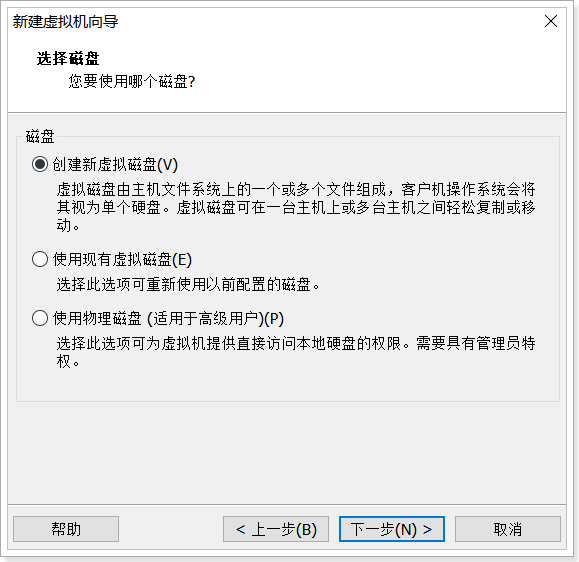 新建虚拟机向导
选择磁盘
您要使用哪个磁盘?
磁盘
创建新虚拟磁盘(V)
虚拟磁盘由主机文件系统上的一个或多个文件组成，客户机操作系统会将
其视为单个硬盘。虚拟磁盘可在一台主机上或多台主机之间轻松复制或移
动。
使用现有虚拟磁盘(E)
选择此选项可重新使用以前配置的磁盘。
使用物理磁盘 (适用于高级用户)(P)
选择此选项可为虚拟机提供直接访问本地硬盘的权限。需要具有管理员特
权。
帮助
< 上一步(B)
下一步(N) >
取消